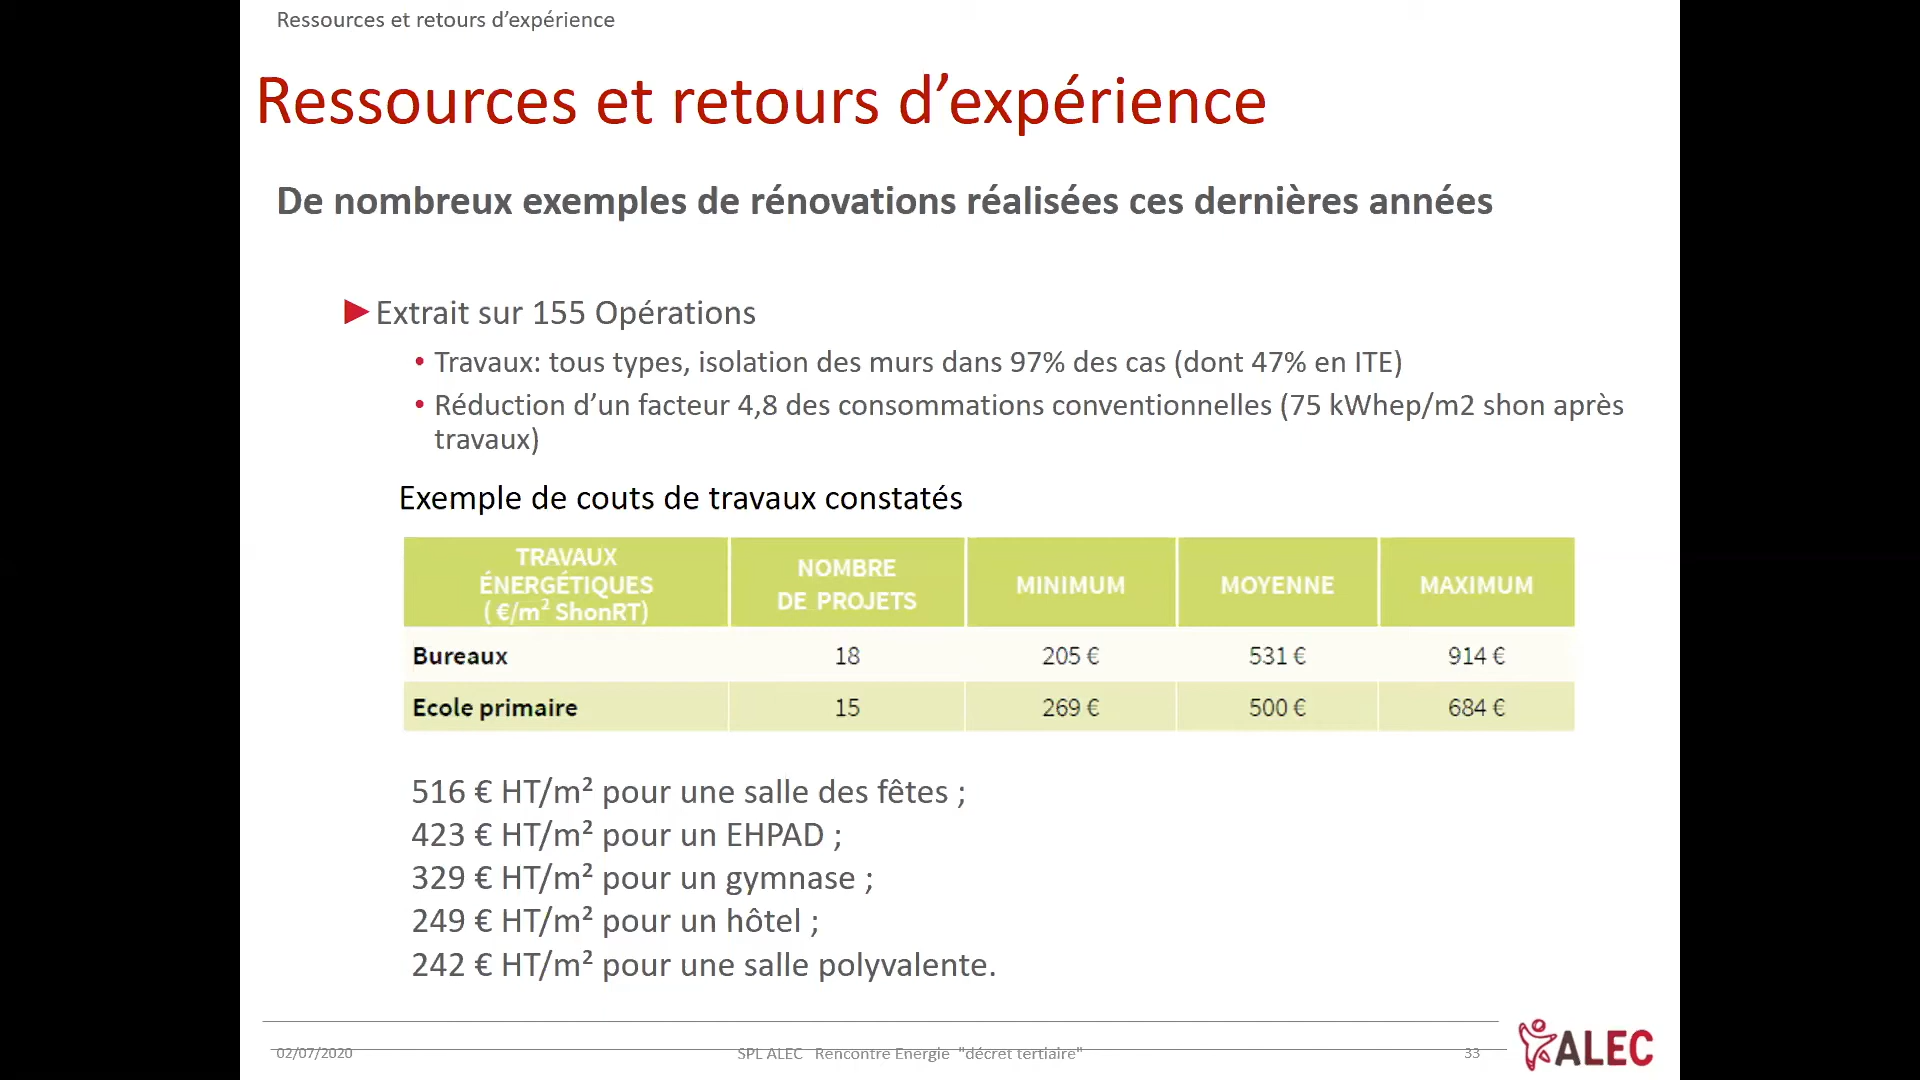 Ressources et retours d’expérience
Ressources et retours d’expérience
De nombreux exemples de rénovations réalisées ces dernières années
Extrait sur 155 Opérations
• Travaux: tous types, isolation des murs dans 97% des cas (dont 47% en ITE)
• Réduction d’un facteur 4,8 des consommations conventionnelles (75 kWhep/m2 shon après
travaux)
Exemple de couts de travaux constatés
TRAVAUX
ÉNERGÉTIQUES
( €/m² ShonRT)
NOMBRE
DE PROJETS
MINIMUM
MOYENNE
MAXIMUM
Bureaux 18 205 € 531 € 914 €
Ecole primaire 15 269 € 500 € 684 €
516 € HT/m² pour une salle des fêtes ;
423 € HT/m² pour un EHPAD ;
329 € HT/m² pour un gymnase ;
249 € HT/m² pour un hôtel ;
242 € HT/m² pour une salle polyvalente.
02/07/2020 SPL ALEC Rencontre Energie "décret tertiaire" 33
ALEC